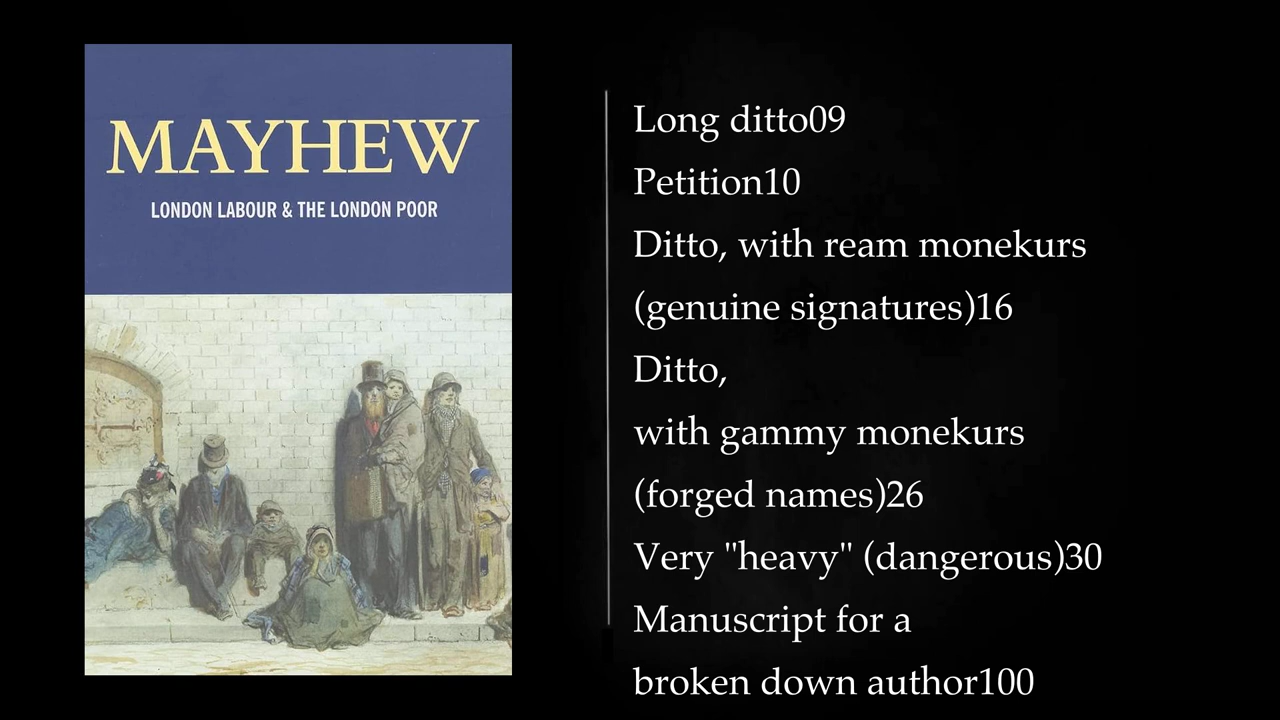 MAYHEW
LONDON LABOUR & THE LONDON POOR
Long ditto09
Petition10
Ditto, with ream monekurs
(genuine signatures)16
Ditto,
with gammy monekurs
(forged names)26
Very "heavy" (dangerous)30
Manuscript for a
broken down author100